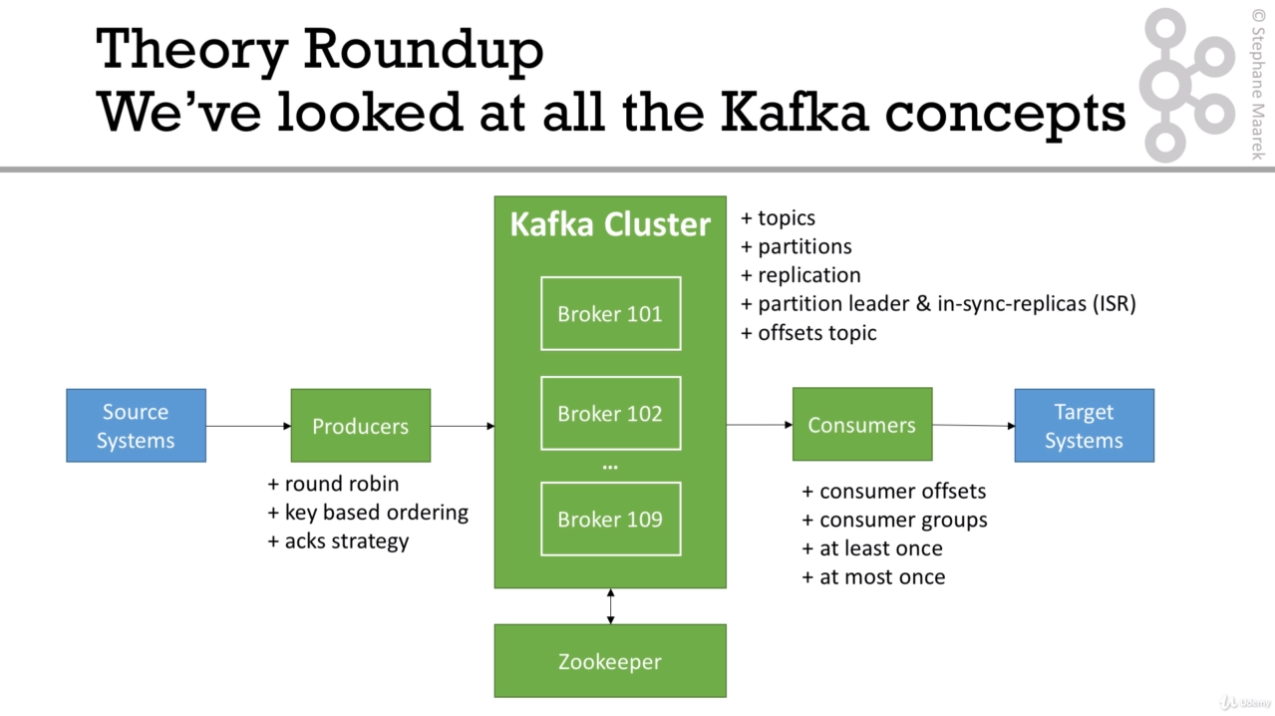 Theory Roundup
We’ve looked at all the Kafka concepts
© Stephane Maarek
Kafka Cluster
Broker 101
Broker 102
...
Broker 109
+ topics
+ partitions
+ replication
+ partition leader & in-sync-replicas (ISR)
+ offsets topic
Source
Systems
Producers
+ round robin
+ key based ordering
+ acks strategy
Consumers
+ consumer offsets
+ consumer groups
+ at least once
+ at most once
Target
Systems
Zookeeper
Udemy